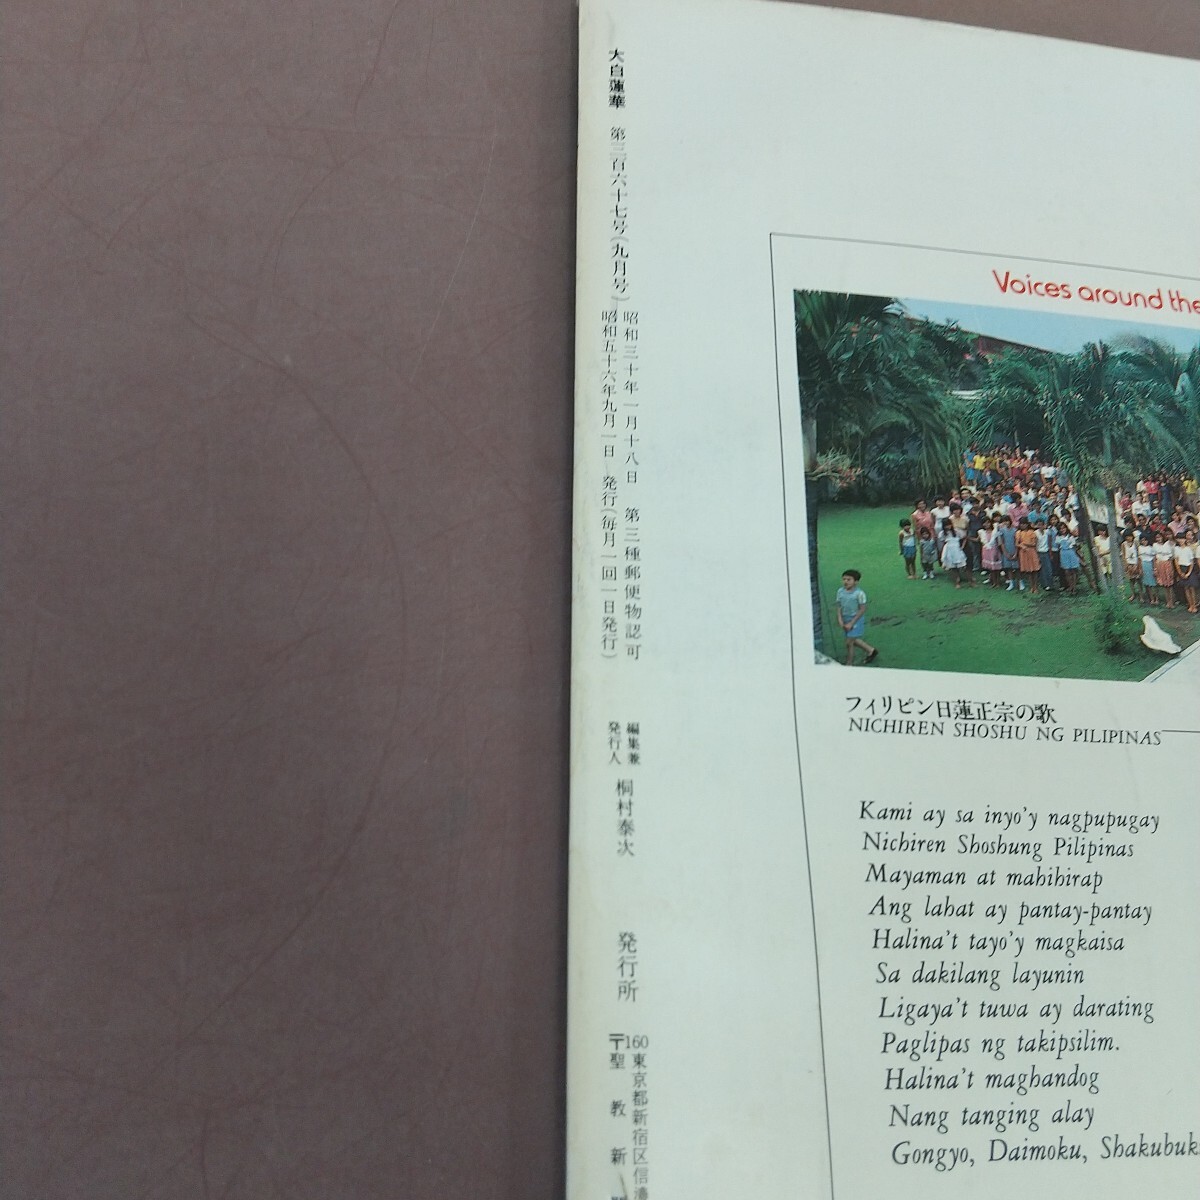 大白蓮華 第三百六十七号(九月号)
昭和三十年一月十八日 第三種郵便物認可
昭和五十六年九月一日 発行(毎月一回一日発行)
編集兼
発行人
桐村泰次
発行所
〒160東京都新宿区信濃
聖教新
Voices around the
フィリピン日蓮正宗の歌
NICHIREN SHOSHU NG PILIPINAS
Kami ay sa inyo'y nagpupugay
Nichiren Shoshung Pilipinas
Mayaman at mahihirap
Ang lahat ay pantay-pantay
Halina't tayo'y magkaisa
Sa dakilang layunin
Ligaya't tuwa ay darating
Paglipas ng takipsilim.
Halina't maghandog
Nang tanging alay
Gongyo, Daimoku, Shakubuk